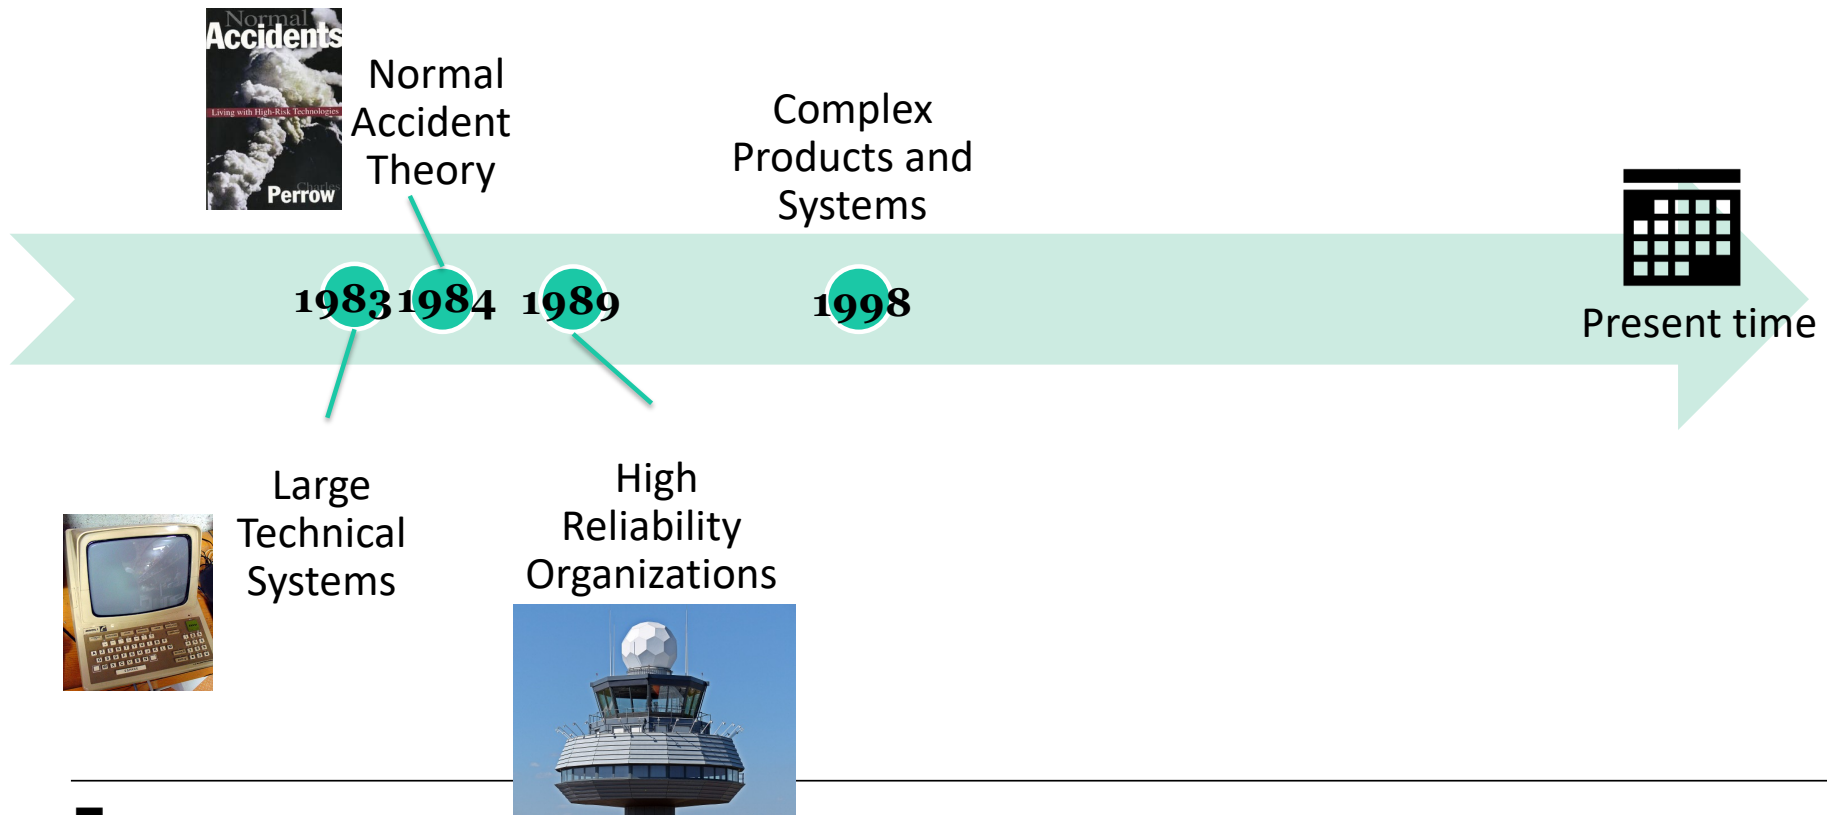 Normal
Accidents
Living with High-Risk Technologies
Charles
Perrow
Normal
Accident
Theory
Complex
Products and
Systems
1983
1984
1989
1998
Present time
Large
Technical
Systems
High
Reliability
Organizations